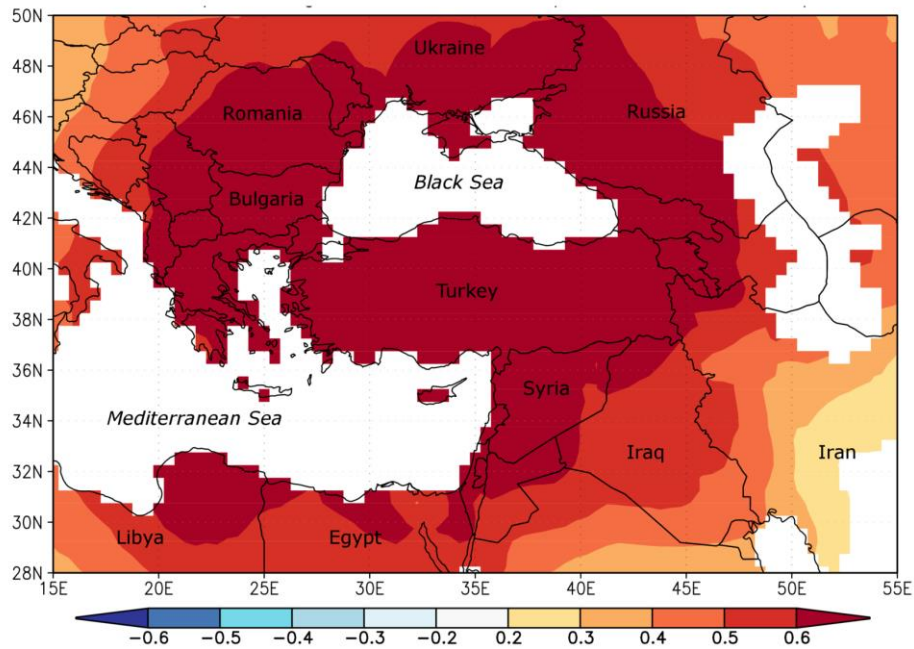 50N
48N
46N
44N
42N
40N
38N
36N
34N
32N
30N
28N
Ukraine
Romania
Russia
Black Sea
Bulgaria
Turkey
Syria
Mediterranean Sea
Iraq
Iran
Libya
Egypt
15E 20E 25E 30E 35E 40E 45E 50E 55E
−0.6 −0.5 −0.4 −0.3 −0.2 0.2 0.3 0.4 0.5 0.6